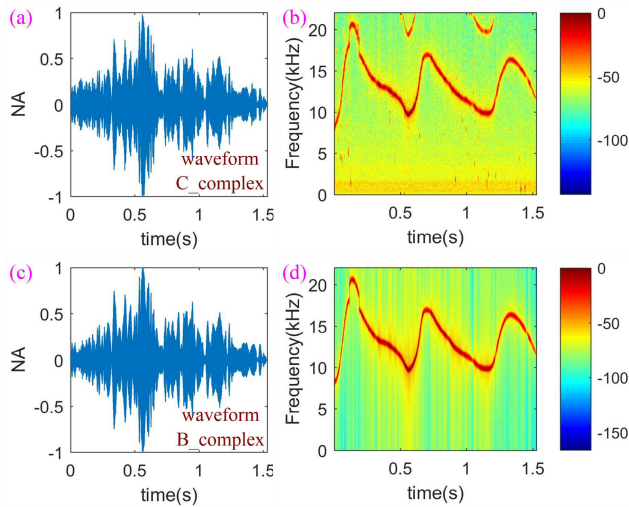 (a)
1
0.5
0
-0.5
-1
NA
waveform
C_complex
0
0.5
1
1.5
time(s)
(b)
20
15
10
5
0
Frequency(kHz)
0.5
1
1.5
time(s)
0
-50
-100
(c)
1
0.5
0
-0.5
-1
NA
waveform
B_complex
0
0.5
1
1.5
time(s)
(d)
20
15
10
5
0
Frequency(kHz)
0.5
1
1.5
time(s)
0
-50
-100
-150